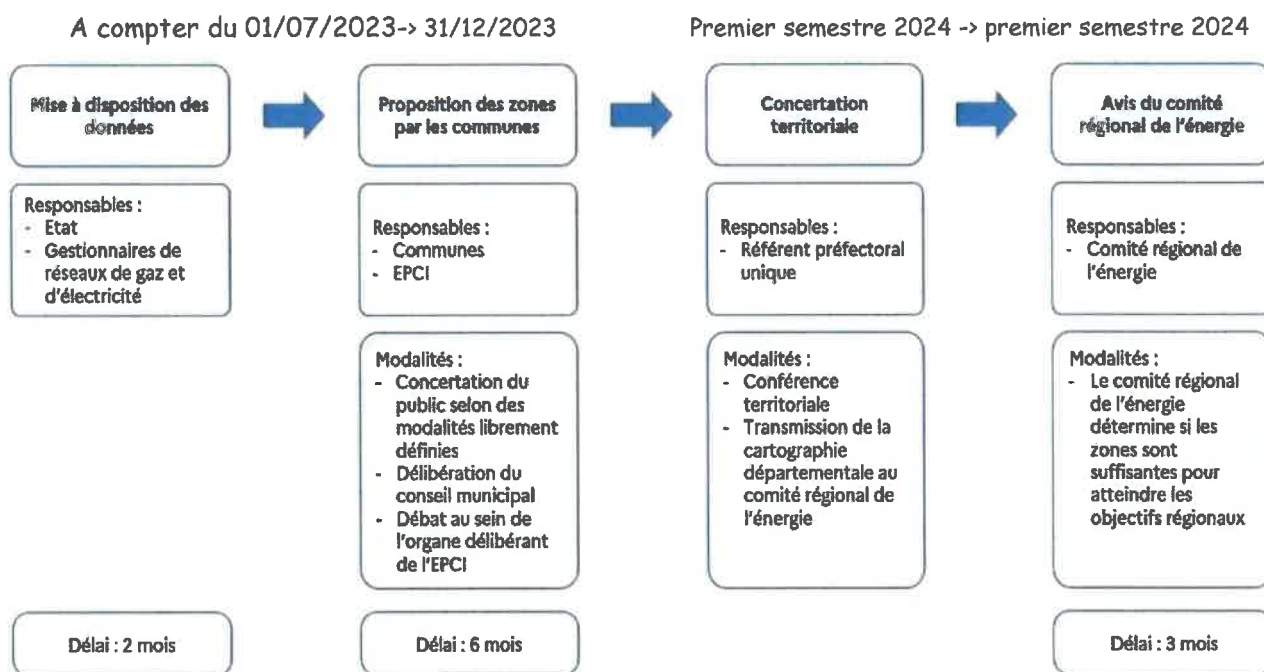 A compter du 01/07/2023-> 31/12/2023
Premier semestre 2024 -> premier semestre 2024
Mise à disposition des
données
Proposition des zones
par les communes
Concertation
territoriale
Avis du comité
régional de l'énergie
Responsables :
- Etat
- Gestionnaires de
réseaux de gaz et
d'électricité
Responsables :
- Communes
- EPCI
Responsables :
- Référent préfectoral
unique
Responsables :
- Comité régional de
l'énergie
Modalités :
- Concertation du
public selon des
modalités librement
définies
- Délibération du
conseil municipal
- Débat au sein de
l'organe délibérant
de l'EPCI
Modalités :
- Conférence
territoriale
- Transmission de la
cartographie
départementale au
comité régional de
l'énergie
Modalités :
- Le comité régional
de l'énergie
détermine si les
zones sont
suffisantes pour
atteindre les
objectifs régionaux
Délai : 2 mois
Délai : 6 mois
Délai : 3 mois